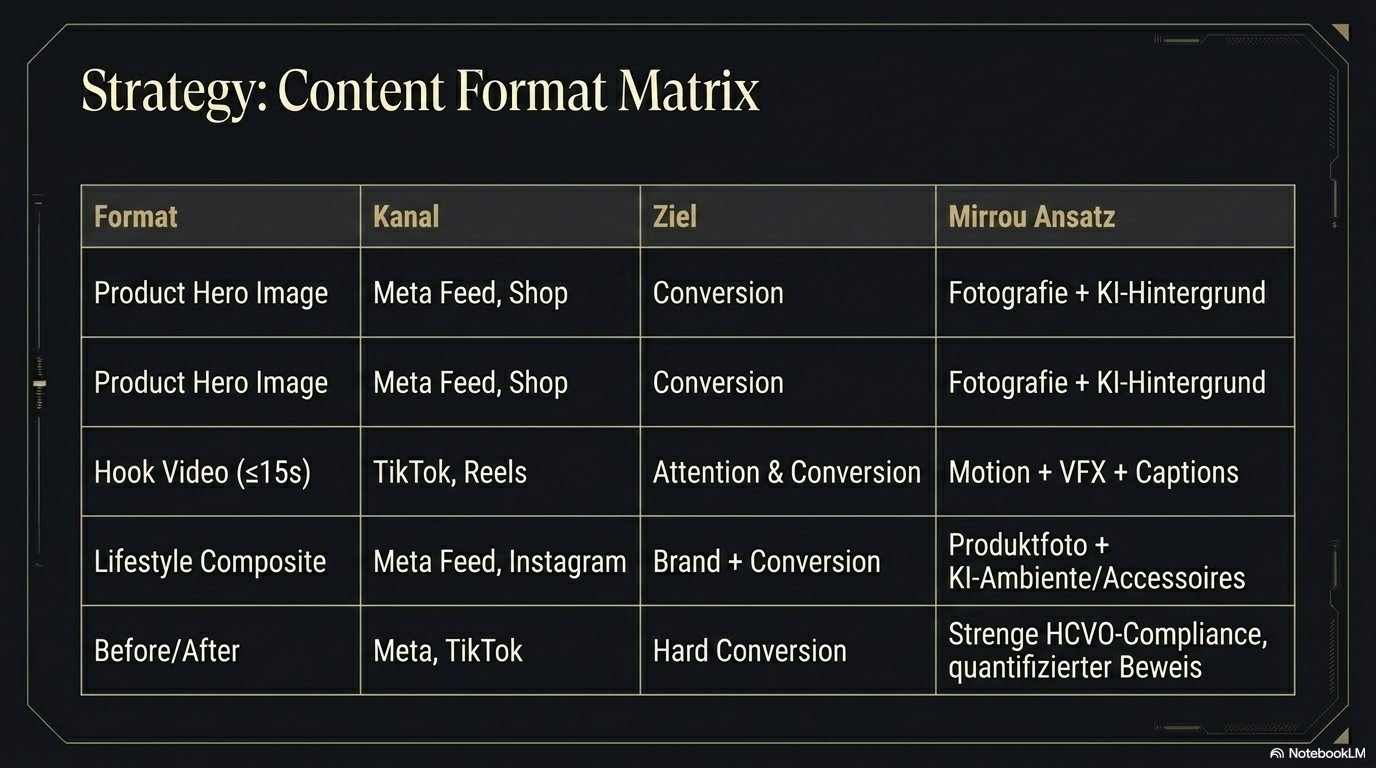 Strategy: Content Format Matrix
Format
Kanal
Ziel
Mirrou Ansatz
Product Hero Image
Meta Feed, Shop
Conversion
Fotografie + KI-Hintergrund
Product Hero Image
Meta Feed, Shop
Conversion
Fotografie + KI-Hintergrund
Hook Video (≤15s)
TikTok, Reels
Attention & Conversion
Motion + VFX + Captions
Lifestyle Composite
Meta Feed, Instagram
Brand + Conversion
Produktfoto +
KI-Ambiente/Accessoires
Before/After
Meta, TikTok
Hard Conversion
Strenge HCVO-Compliance,
quantifizierter Beweis
NotebookLM